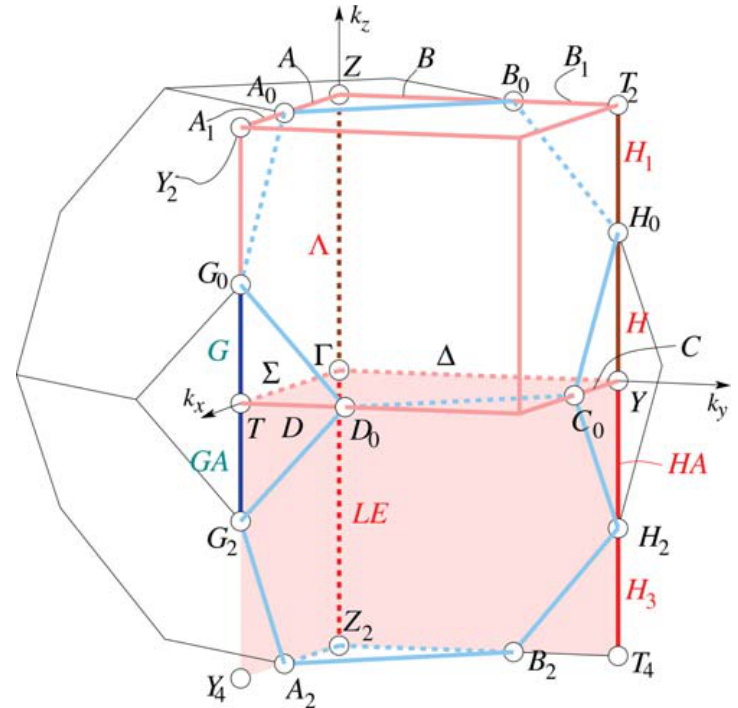 k_z
A
Z
B
B_0
B_1
A_0
T_2
A_1
H_1
Y_2
H_0
Λ
G_0
G
Γ
Δ
H
C
Σ
k_x
T
D
D_0
C_0
Y
k_y
GA
LE
HA
G_2
H_2
Z_2
H_3
Y_4
A_2
B_2
T_4